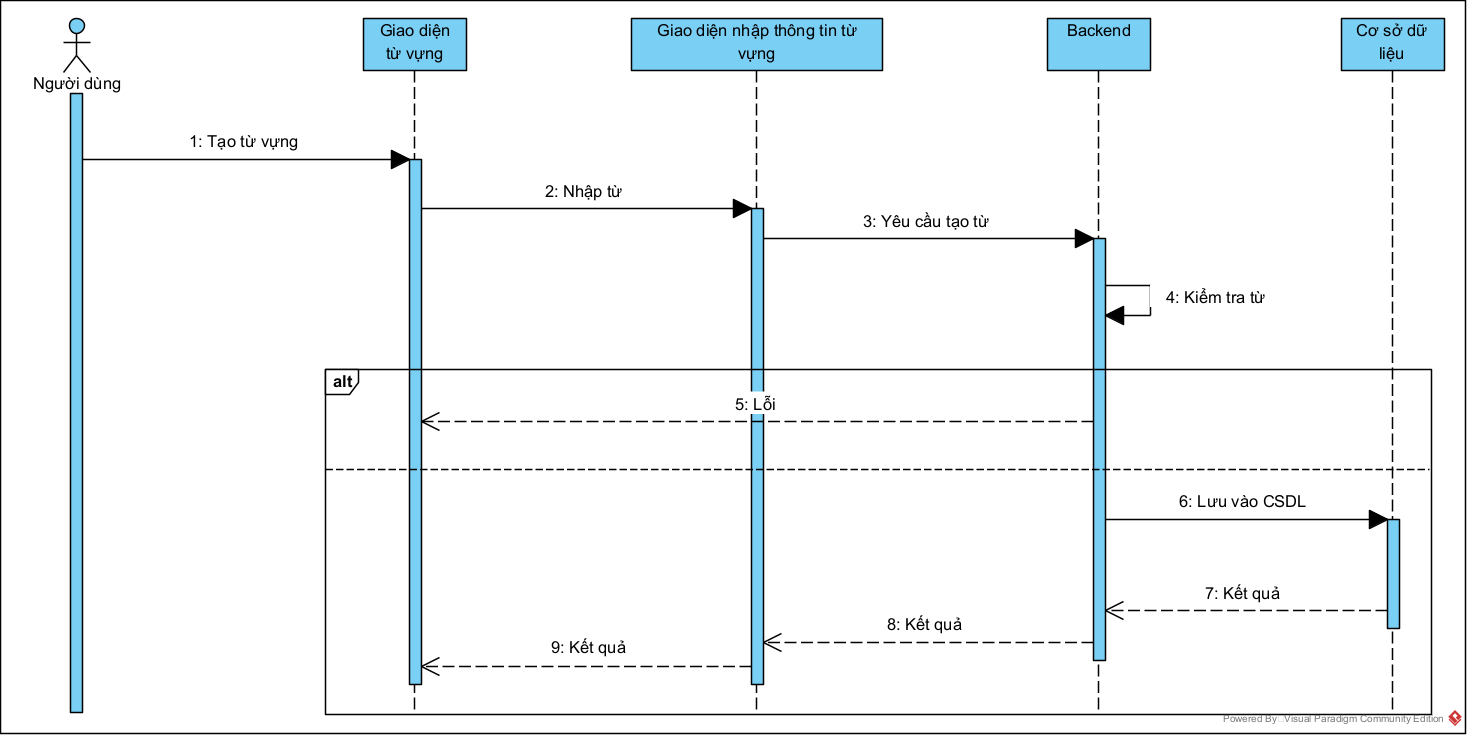 Người dùng
Giao diện
từ vựng
Giao diện nhập thông tin từ
vựng
Backend
Cơ sở dữ
liệu
1: Tạo từ vựng
2: Nhập từ
3: Yêu cầu tạo từ
4: Kiểm tra từ
alt
5: Lỗi
6: Lưu vào CSDL
7: Kết quả
8: Kết quả
9: Kết quả
Powered By Visual Paradigm Community Edition